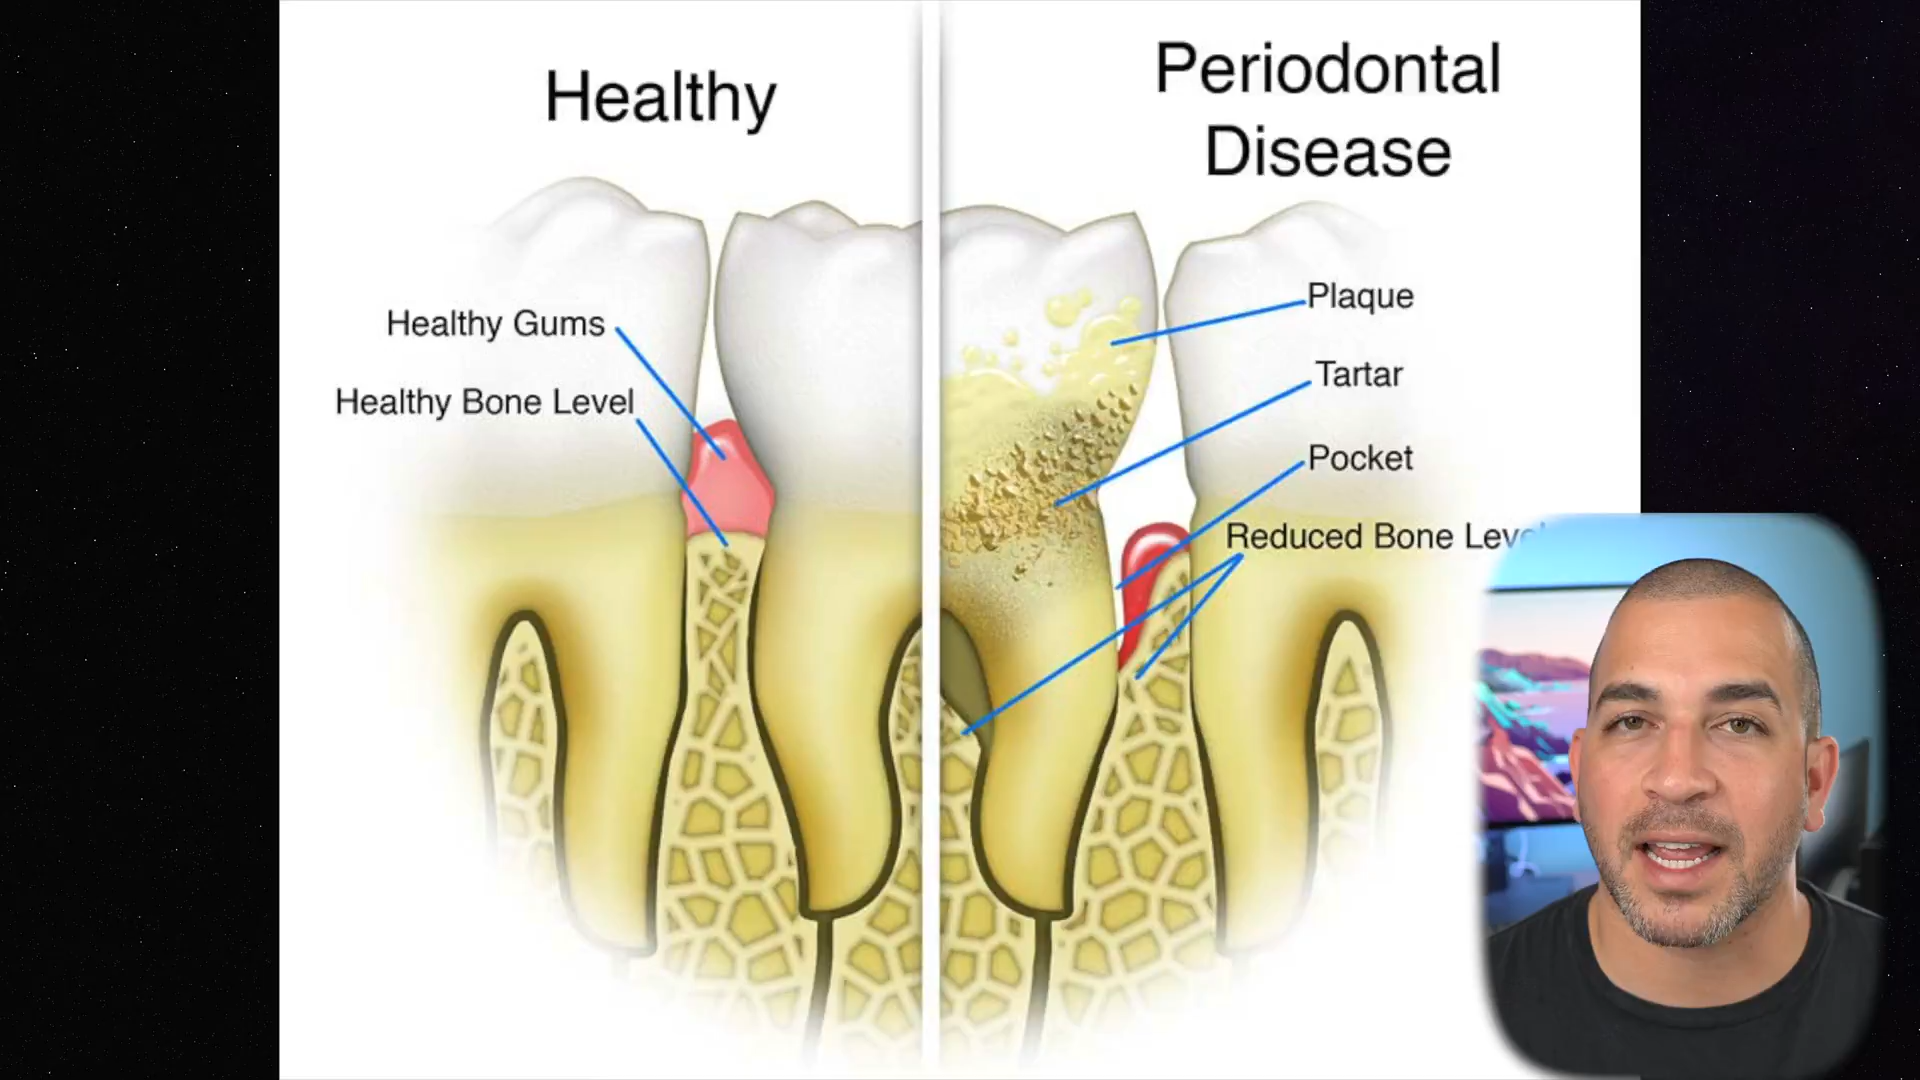 Healthy
Periodontal
Disease
Healthy Gums
Healthy Bone Level
Plaque
Tartar
Pocket
Reduced Bone